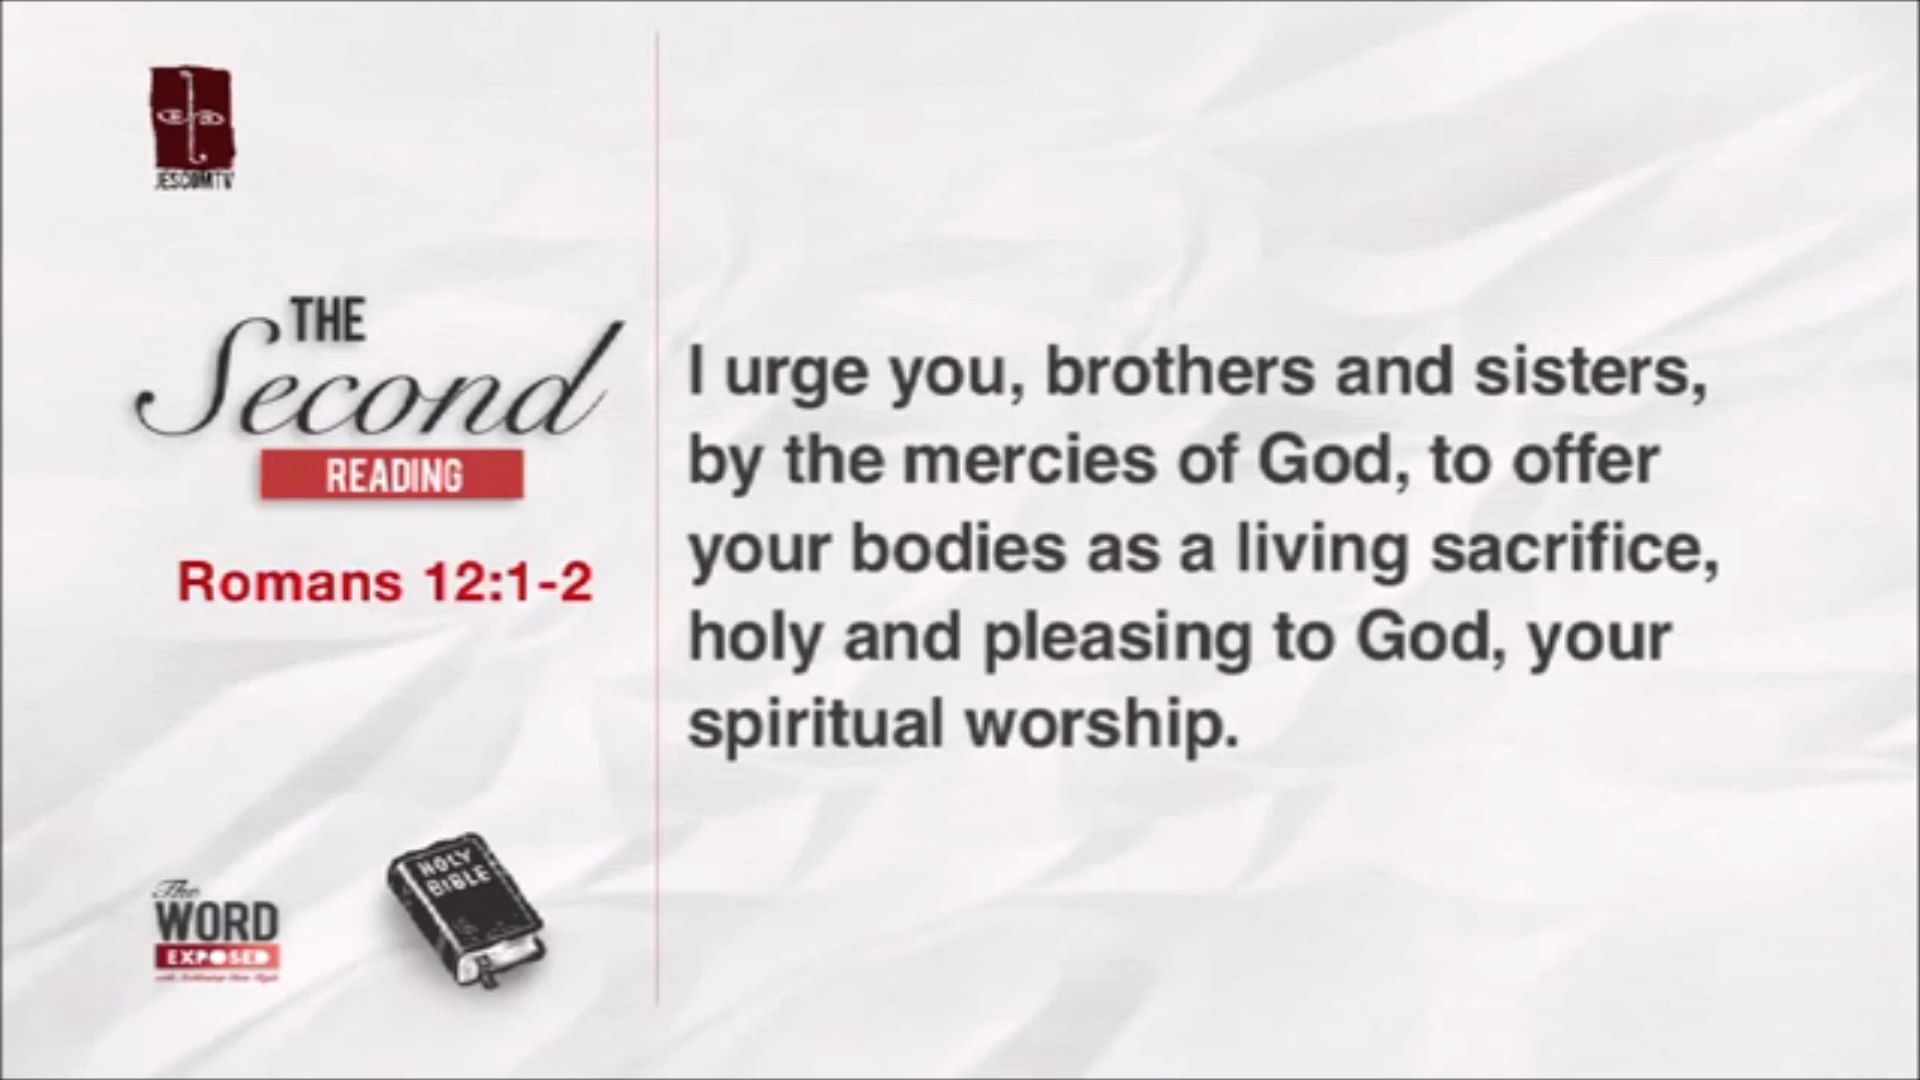 JESCOMTV
THE
Second
READING
Romans 12:1-2
I urge you, brothers and sisters,
by the mercies of God, to offer
your bodies as a living sacrifice,
holy and pleasing to God, your
spiritual worship.
HOLY
BIBLE
The
WORD
EXPOSED